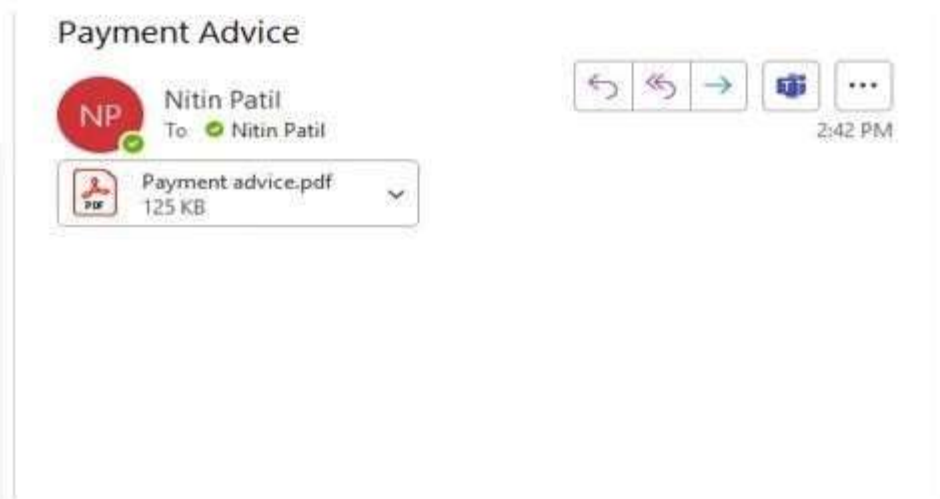 Payment Advice
NP
Nitin Patil
To Nitin Patil
2:42 PM
PDF
Payment advice.pdf
125 KB